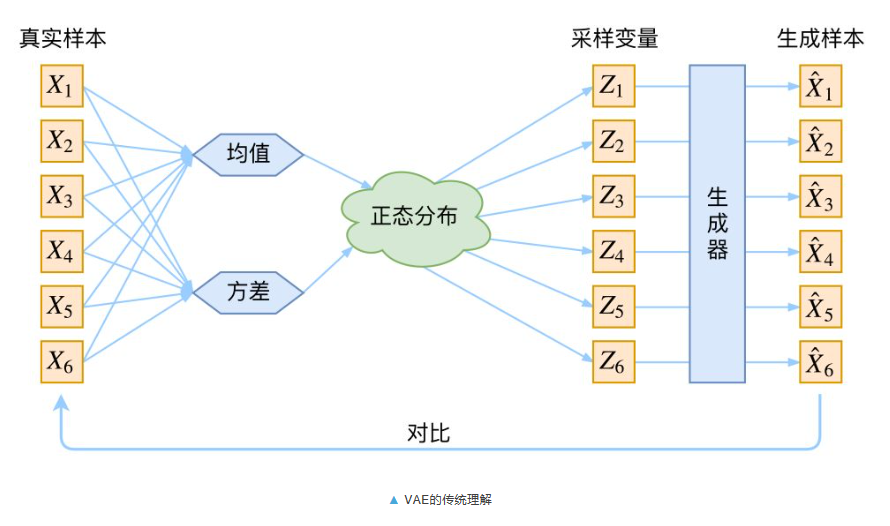 真实样本 采样变量 生成样本
X1 Z1 X̂1
X2 均值 Z2 X̂2
X3 正态分布 Z3 生成器 X̂3
X4 Z4 X̂4
X5 方差 Z5 X̂5
X6 Z6 X̂6
对比
▲ VAE的传统理解